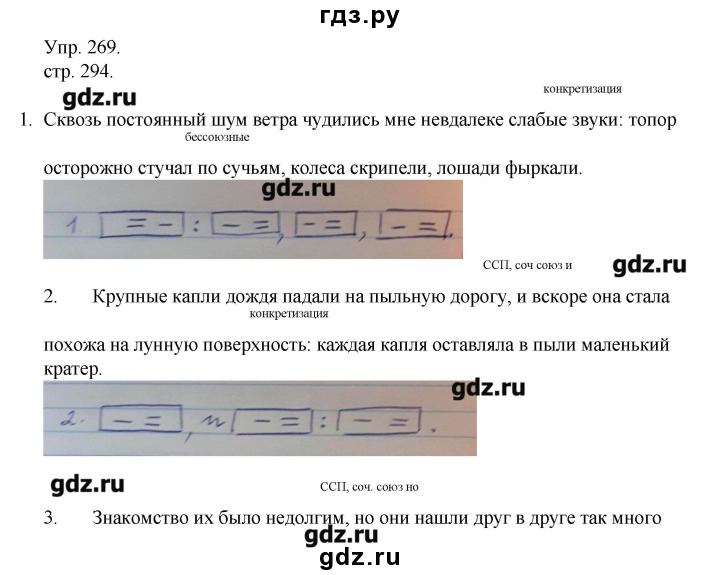 гдз.ру
Упр. 269.
стр. 294.
gdz.ru
конкретизация
1. Сквозь постоянный шум ветра чудились мне невдалеке слабые звуки: топор
бессоюзные
осторожно стучал по сучьям, колеса скрипели, лошади фыркали.
gdz.ru
1 [= -] : [- =], [- =], [- =].
ССП, соч союз и
gdz.ru
2. Крупные капли дождя падали на пыльную дорогу, и вскоре она стала
конкретизация
похожа на лунную поверхность: каждая капля оставляла в пыли маленький
кратер.
gdz.ru
2. [- =], и [- =] : [- =].
gdz.ru
ССП, соч. союз но
3. Знакомство их было недолгим, но они нашли друг в друге так много
gdz.ru
gdz.ru